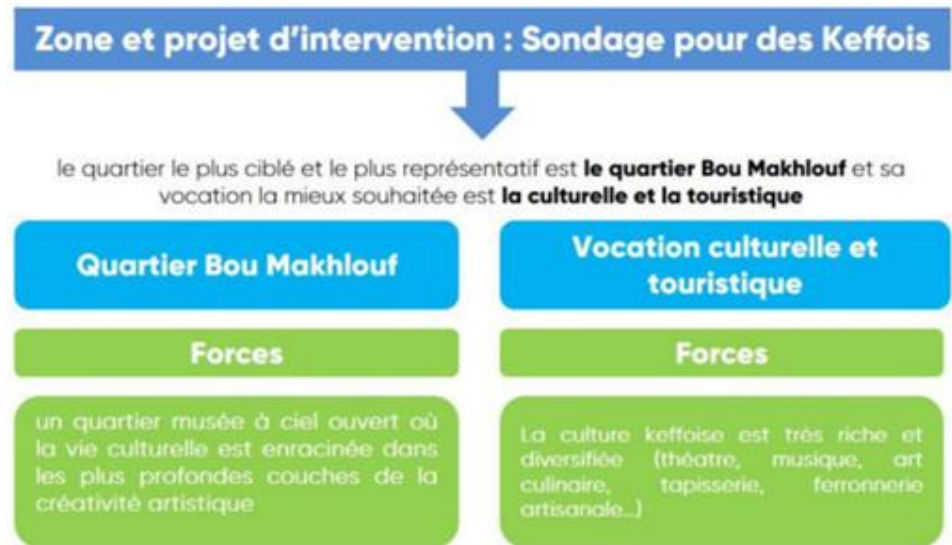 Zone et projet d'intervention : Sondage pour des Keffois
le quartier le plus ciblé et le plus représentatif est le quartier Bou Makhlouf et sa
vocation la mieux souhaitée est la culturelle et la touristique
Quartier Bou Makhlouf
Forces
un quartier musée à ciel ouvert où
la vie culturelle est enracinée dans
les plus profondes couches de la
créativité artistique
Vocation culturelle et
touristique
Forces
La culture keffoise est très riche et
diversifiée (théatre, musique, art
culinaire, tapisserie, ferronnerie
artisanale...)